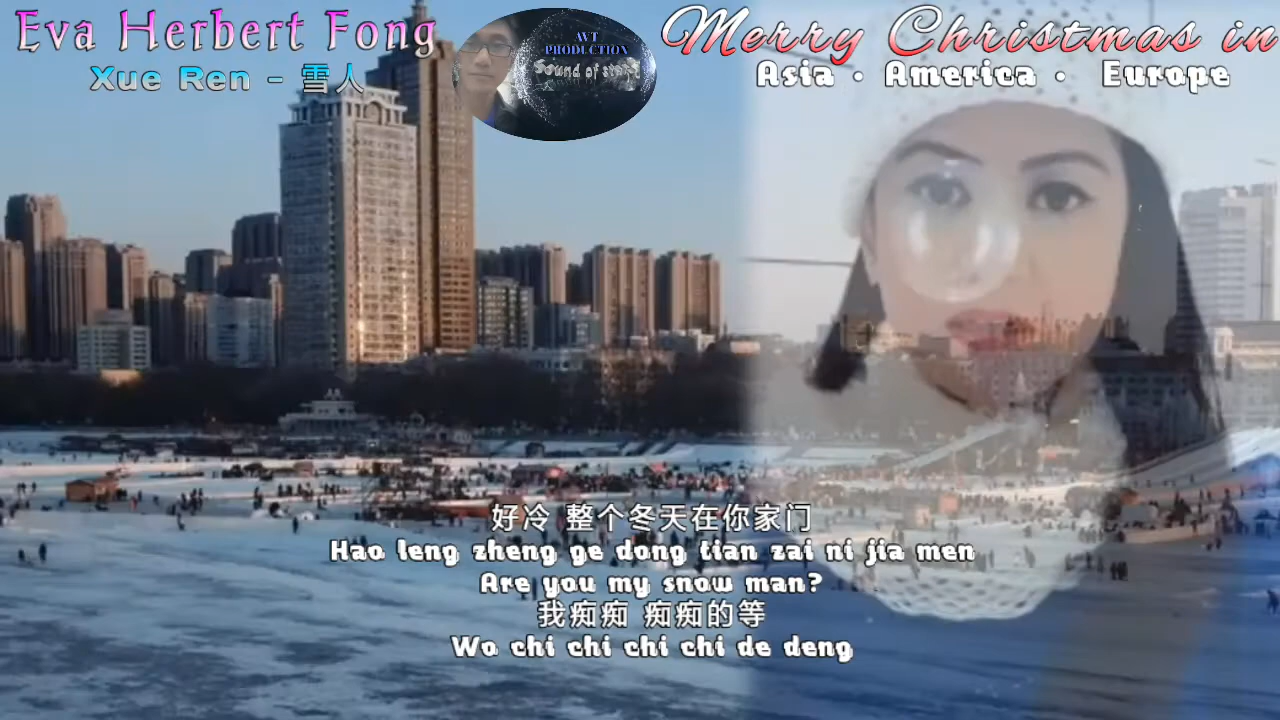 Eva Herbert Fong
Xue Ren - 雪人
AVT
PRODUCTION
Sound of stars
Merry Christmas in
Asia · America · Europe
好冷 整个冬天在你家门
Hao leng zheng ge dong tian zai ni jia men
Are you my snow man?
我痴痴 痴痴的等
Wo chi chi chi chi de deng